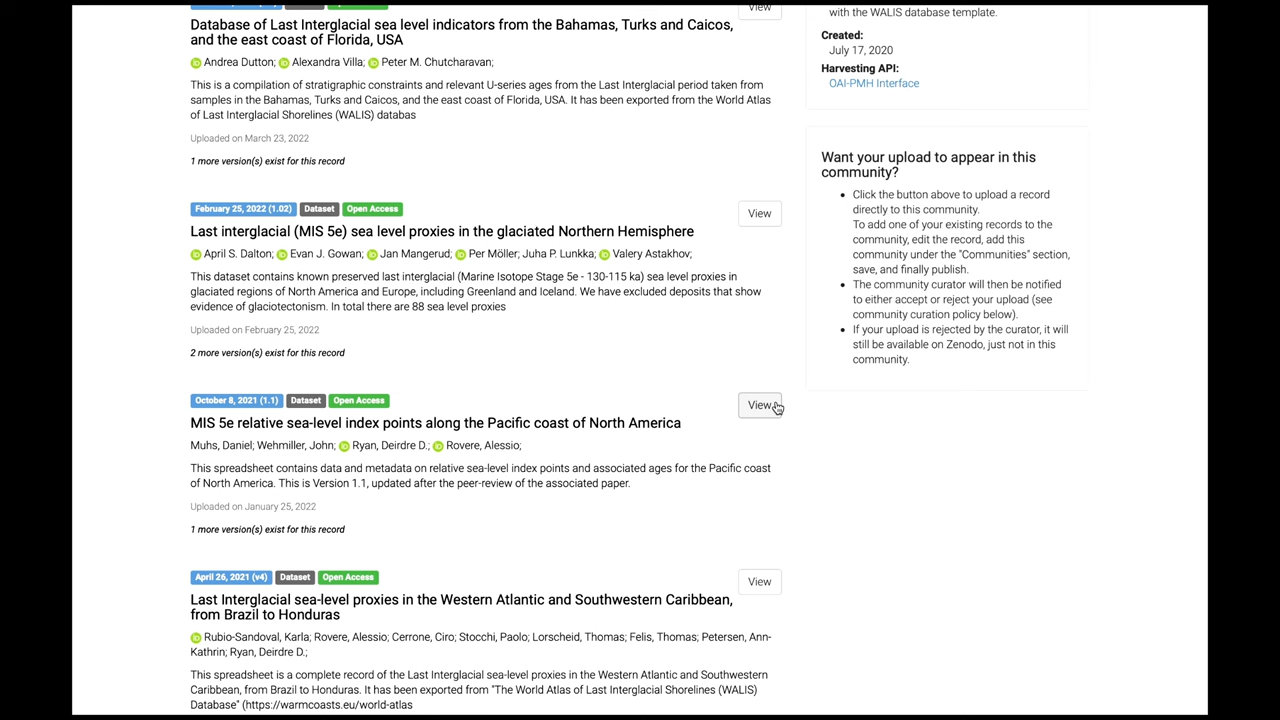 View
with the WALIS database template.
Database of Last Interglacial sea level indicators from the Bahamas, Turks and Caicos,
and the east coast of Florida, USA
Andrea Dutton; Alexandra Villa; Peter M. Chutcharavan;
This is a compilation of stratigraphic constraints and relevant U-series ages from the Last Interglacial period taken from
samples in the Bahamas, Turks and Caicos, and the east coast of Florida, USA. It has been exported from the World Atlas
of Last Interglacial Shorelines (WALIS) databas
Uploaded on March 23, 2022
1 more version(s) exist for this record
February 25, 2022 (1.02) Dataset Open Access
View
Last interglacial (MIS 5e) sea level proxies in the glaciated Northern Hemisphere
April S. Dalton; Evan J. Gowan; Jan Mangerud; Per Möller; Juha P. Lunkka; Valery Astakhov;
This dataset contains known preserved last interglacial (Marine Isotope Stage 5e - 130-115 ka) sea level proxies in
glaciated regions of North America and Europe, including Greenland and Iceland. We have excluded deposits that show
evidence of glaciotectonism. In total there are 88 sea level proxies
Uploaded on February 25, 2022
2 more version(s) exist for this record
October 8, 2021 (1.1) Dataset Open Access
View
MIS 5e relative sea-level index points along the Pacific coast of North America
Muhs, Daniel; Wehmiller, John; Ryan, Deirdre D.; Rovere, Alessio;
This spreadsheet contains data and metadata on relative sea-level index points and associated ages for the Pacific coast
of North America. This is Version 1.1, updated after the peer-review of the associated paper.
Uploaded on January 25, 2022
1 more version(s) exist for this record
April 26, 2021 (v4) Dataset Open Access
View
Last Interglacial sea-level proxies in the Western Atlantic and Southwestern Caribbean,
from Brazil to Honduras
Rubio-Sandoval, Karla; Rovere, Alessio; Cerrone, Ciro; Stocchi, Paolo; Lorscheid, Thomas; Felis, Thomas; Petersen, Ann-
Kathrin; Ryan, Deirdre D.;
This spreadsheet is a complete record of the Last Interglacial sea-level proxies in the Western Atlantic and Southwestern
Caribbean, from Brazil to Honduras. It has been exported from "The World Atlas of Last Interglacial Shorelines (WALIS)
Database" (https://warmcoasts.eu/world-atlas
Created:
July 17, 2020
Harvesting API:
OAI-PMH Interface
Want your upload to appear in this
community?
Click the button above to upload a record
directly to this community.
To add one of your existing records to the
community, edit the record, add this
community under the "Communities" section,
save, and finally publish.
The community curator will then be notified
to either accept or reject your upload (see
community curation policy below).
If your upload is rejected by the curator, it will
still be available on Zenodo, just not in this
community.